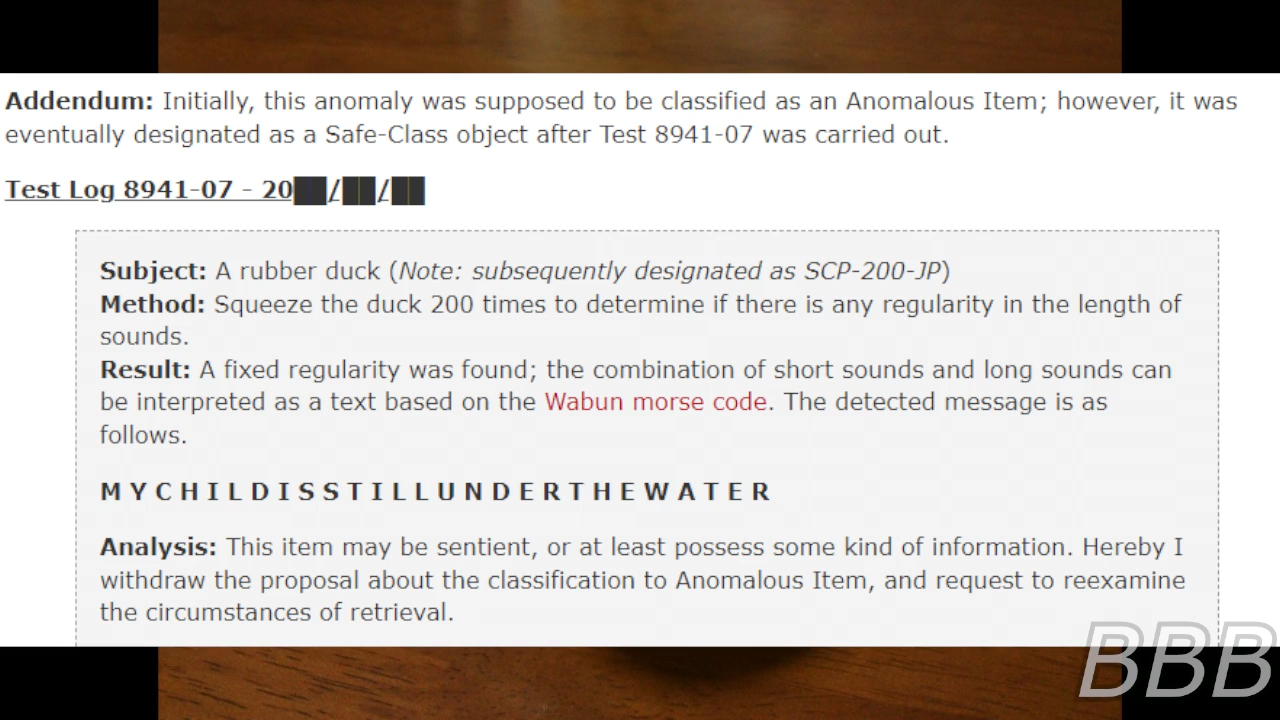 Addendum: Initially, this anomaly was supposed to be classified as an Anomalous Item; however, it was
eventually designated as a Safe-Class object after Test 8941-07 was carried out.
Test Log 8941-07 - 20██/██/██
Subject: A rubber duck (Note: subsequently designated as SCP-200-JP)
Method: Squeeze the duck 200 times to determine if there is any regularity in the length of
sounds.
Result: A fixed regularity was found; the combination of short sounds and long sounds can
be interpreted as a text based on the Wabun morse code. The detected message is as
follows.
M Y C H I L D I S S T I L L U N D E R T H E W A T E R
Analysis: This item may be sentient, or at least possess some kind of information. Hereby I
withdraw the proposal about the classification to Anomalous Item, and request to reexamine
the circumstances of retrieval.
BBB